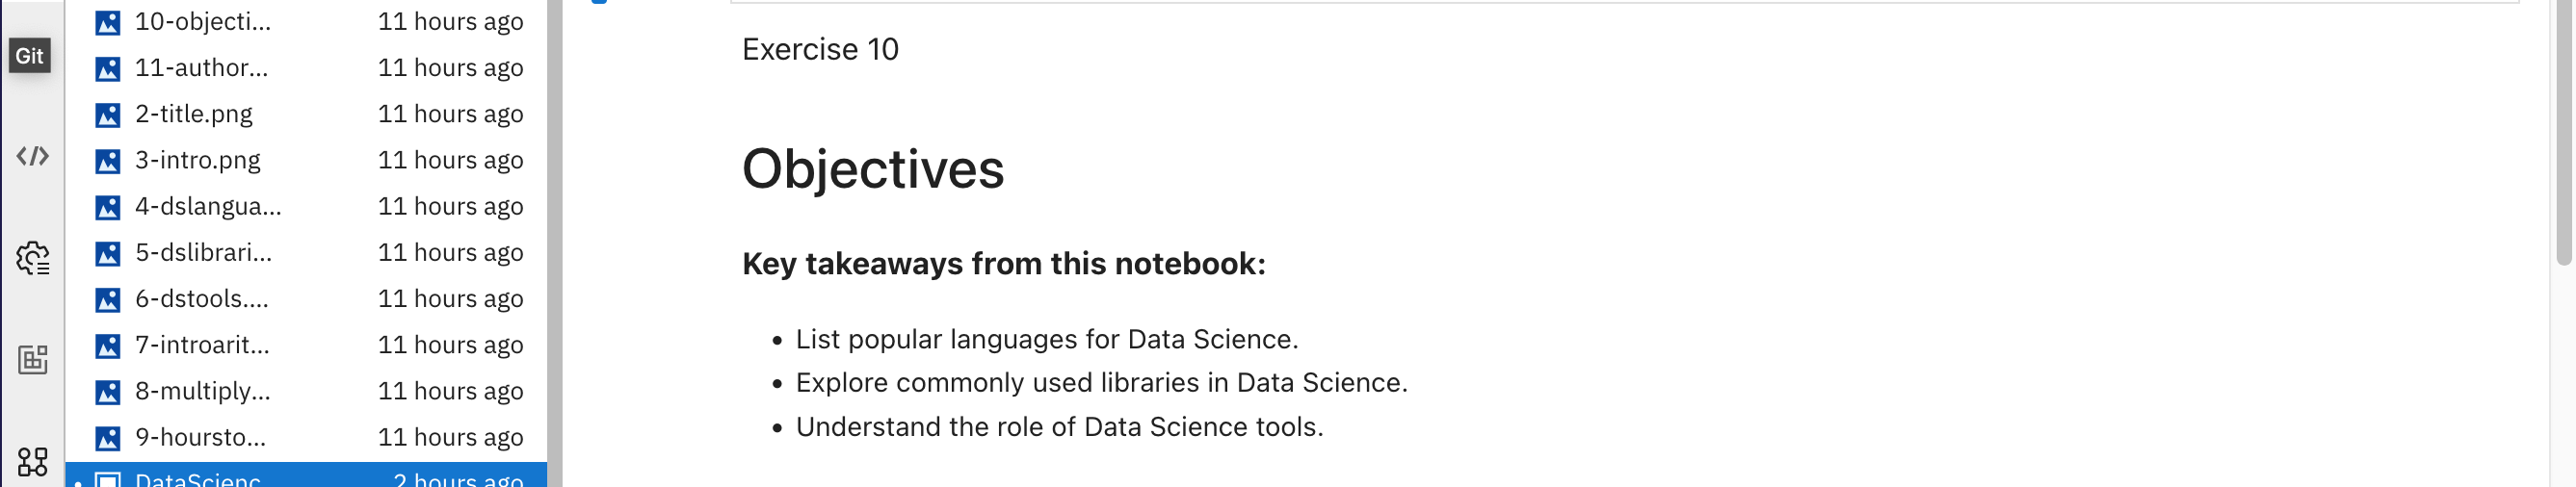 Git
10-objecti... 11 hours ago
11-author... 11 hours ago
2-title.png 11 hours ago
3-intro.png 11 hours ago
4-dslangua... 11 hours ago
5-dslibrari... 11 hours ago
6-dstools.... 11 hours ago
7-introarit... 11 hours ago
8-multiply... 11 hours ago
9-hoursto... 11 hours ago
DataScienc 2 hours ago
Exercise 10
Objectives
Key takeaways from this notebook:
• List popular languages for Data Science.
• Explore commonly used libraries in Data Science.
• Understand the role of Data Science tools.